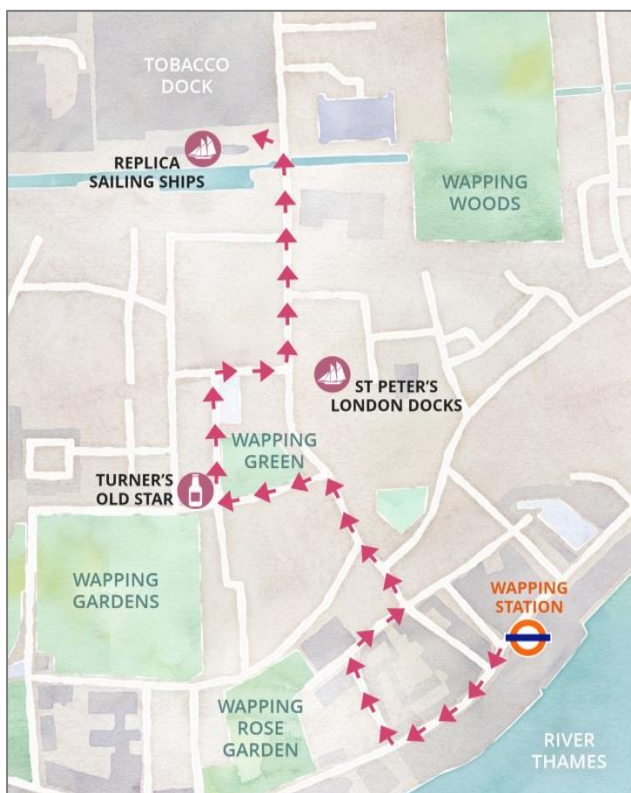 TOBACCO
DOCK
REPLICA
SAILING SHIPS
WAPPING
WOODS
ST PETER'S
LONDON DOCKS
WAPPING
GREEN
TURNER'S
OLD STAR
WAPPING
GARDENS
WAPPING
STATION
WAPPING
ROSE
GARDEN
RIVER
THAMES